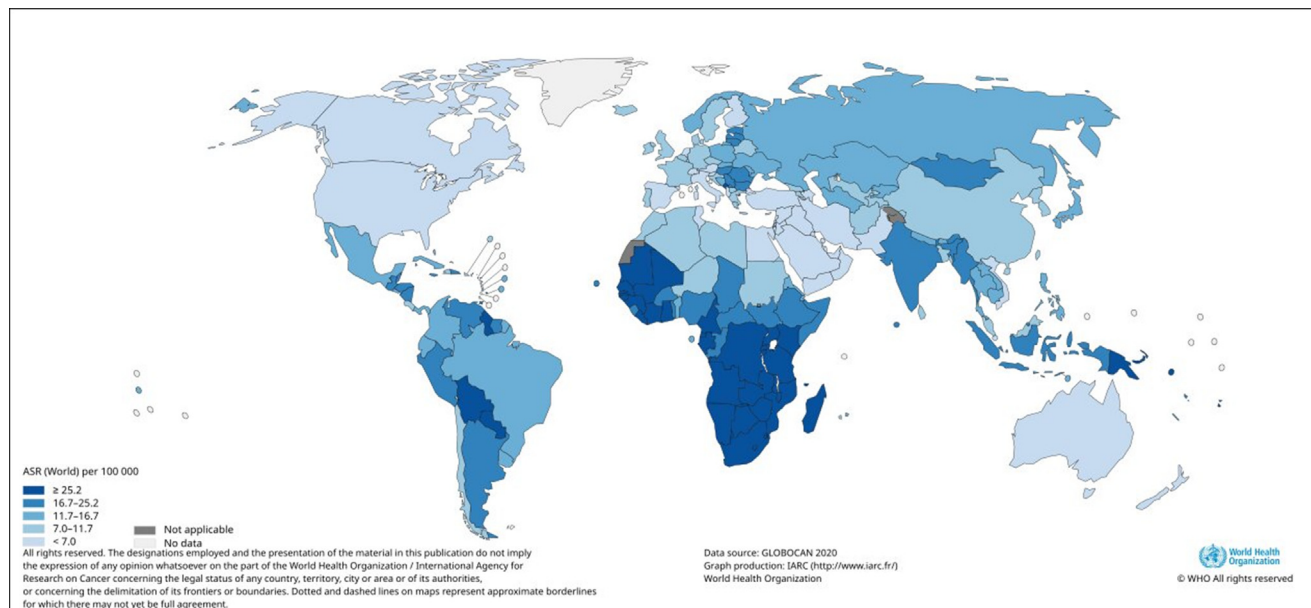 ASR (World) per 100 000
≥ 25.2
16.7–25.2
11.7–16.7
7.0–11.7
< 7.0
Not applicable
No data
All rights reserved. The designations employed and the presentation of the material in this publication do not imply
the expression of any opinion whatsoever on the part of the World Health Organization / International Agency for
Research on Cancer concerning the legal status of any country, territory, city or area or of its authorities,
or concerning the delimitation of its frontiers or boundaries. Dotted and dashed lines on maps represent approximate borderlines
for which there may not yet be full agreement.
Data source: GLOBOCAN 2020
Graph production: IARC (http://www.iarc.fr/)
World Health Organization
World Health
Organization
© WHO All rights reserved